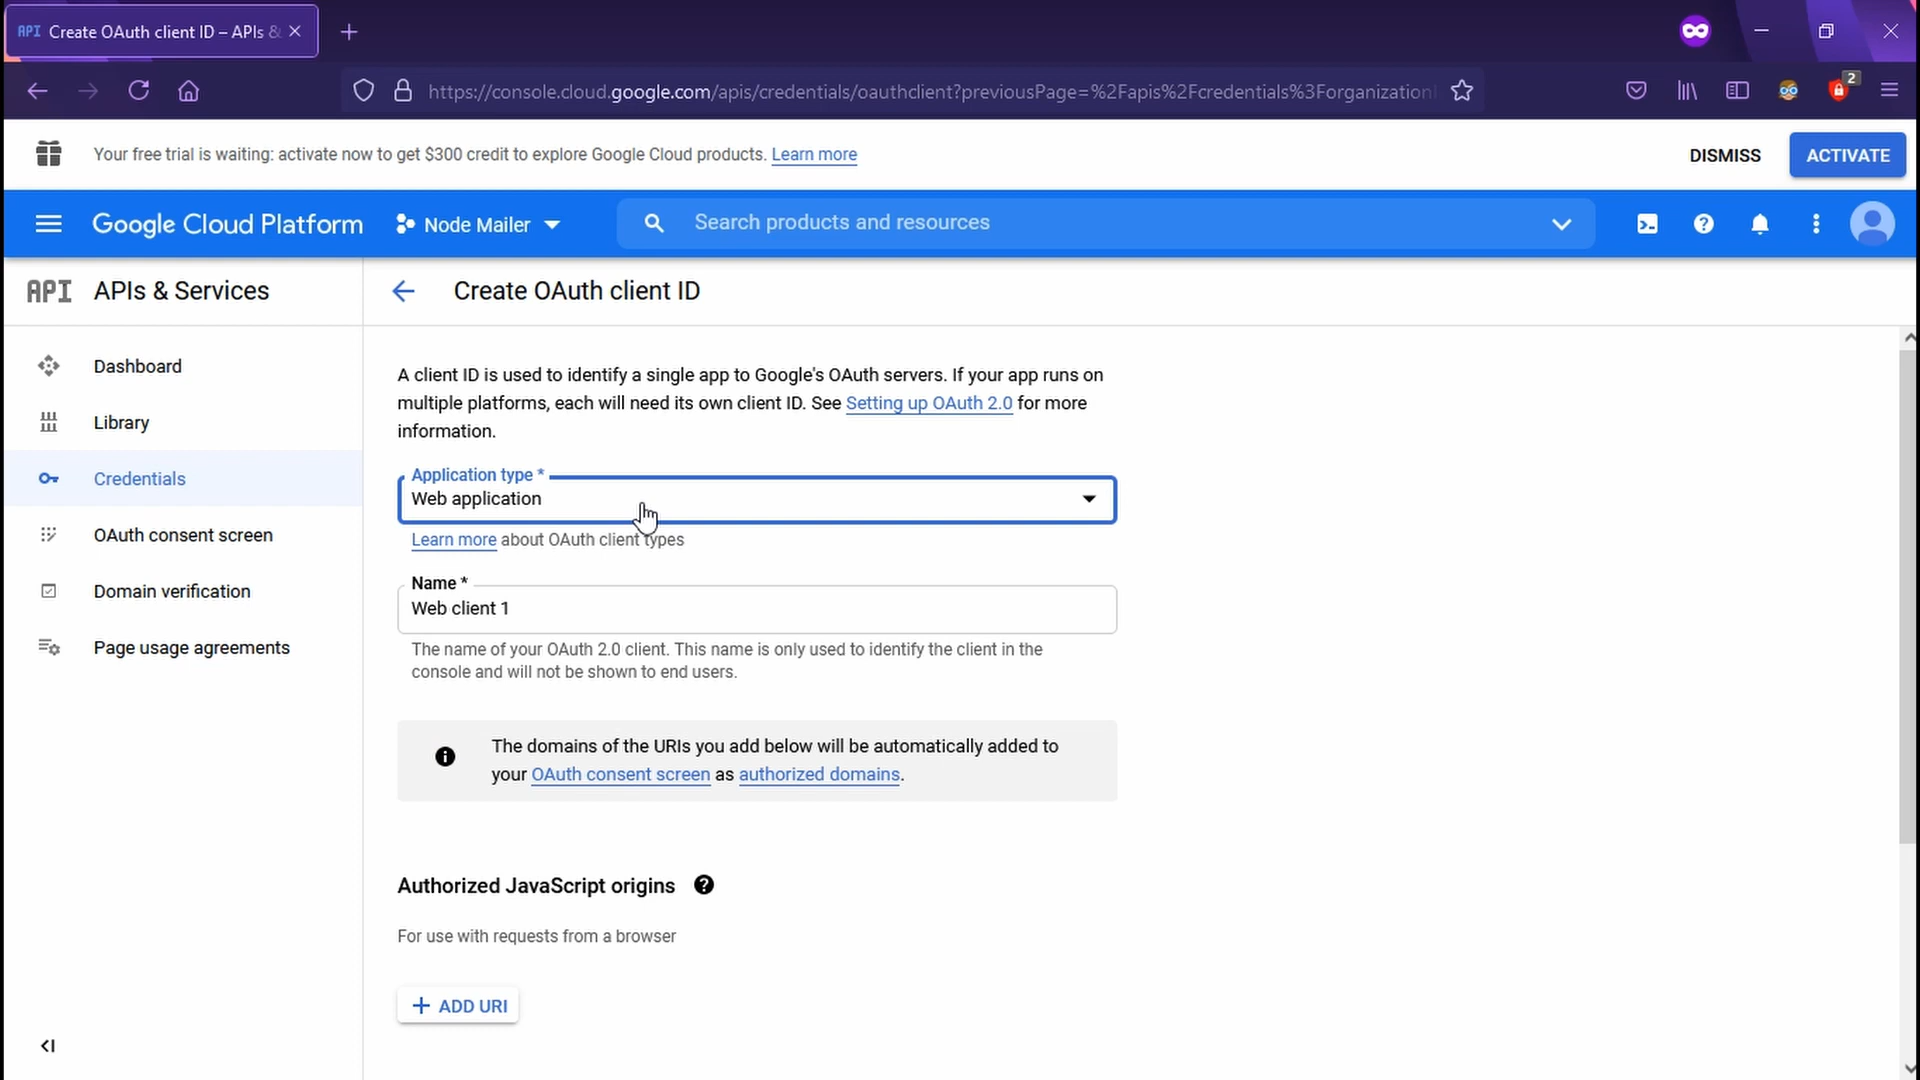 API Create OAuth client ID – APIs &
https://console.cloud.google.com/apis/credentials/oauthclient?previousPage=%2Fapis%2Fcredentials%3Forganization
2
Your free trial is waiting: activate now to get $300 credit to explore Google Cloud products. Learn more
DISMISS
ACTIVATE
Google Cloud Platform
Node Mailer
Search products and resources
API APIs & Services
Create OAuth client ID
Dashboard
Library
Credentials
OAuth consent screen
Domain verification
Page usage agreements
A client ID is used to identify a single app to Google's OAuth servers. If your app runs on
multiple platforms, each will need its own client ID. See Setting up OAuth 2.0 for more
information.
Application type *
Web application
Learn more about OAuth client types
Name *
Web client 1
The name of your OAuth 2.0 client. This name is only used to identify the client in the
console and will not be shown to end users.
The domains of the URIs you add below will be automatically added to
your OAuth consent screen as authorized domains.
Authorized JavaScript origins
For use with requests from a browser
+ ADD URI